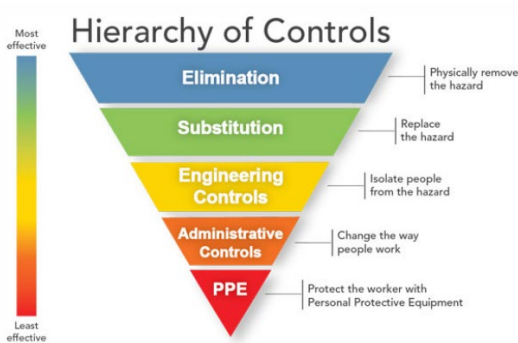 Hierarchy of Controls
Most
effective
Elimination
Physically remove
the hazard
Substitution
Replace
the hazard
Engineering
Controls
Isolate people
from the hazard
Administrative
Controls
Change the way
people work
PPE
Protect the worker with
Personal Protective Equipment
Least
effective